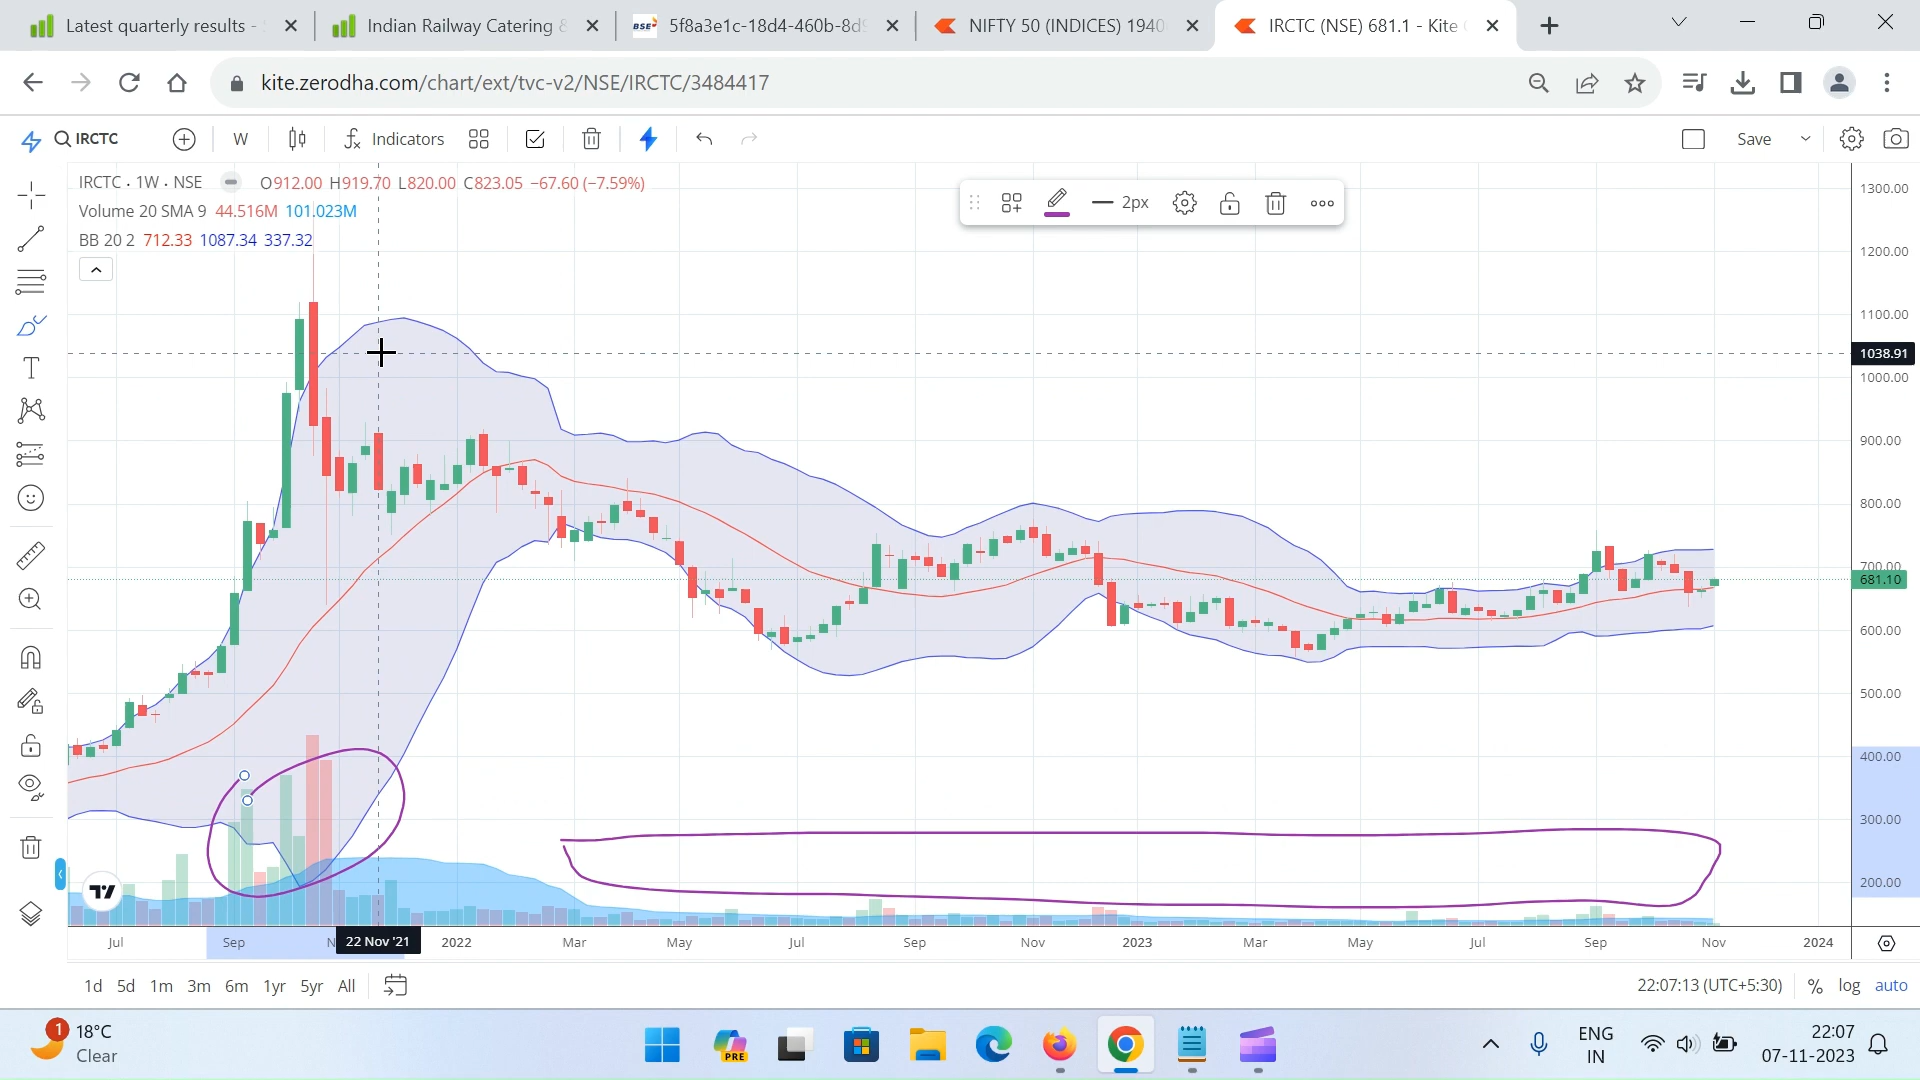 Latest quarterly results -
Indian Railway Catering &
BSE
5f8a3e1c-18d4-460b-8d9
NIFTY 50 (INDICES) 1940
IRCTC (NSE) 681.1 - Kite
kite.zerodha.com/chart/ext/tvc-v2/NSE/IRCTC/3484417
IRCTC
W
Indicators
Save
IRCTC · 1W · NSE
O912.00 H919.70 L820.00 C823.05 −67.60 (−7.59%)
Volume 20 SMA 9 44.516M 101.023M
BB 20 2 712.33 1087.34 337.32
2px
1300.00
1200.00
1100.00
1038.91
1000.00
900.00
800.00
700.00
681.10
600.00
500.00
400.00
300.00
200.00
Jul
Sep
N
22 Nov '21
2022
Mar
May
Jul
Sep
Nov
2023
Mar
May
Jul
Sep
Nov
2024
1d 5d 1m 3m 6m 1yr 5yr All
22:07:13 (UTC+5:30)
% log auto
1
18°C
Clear
PRE
ENG
IN
22:07
07-11-2023